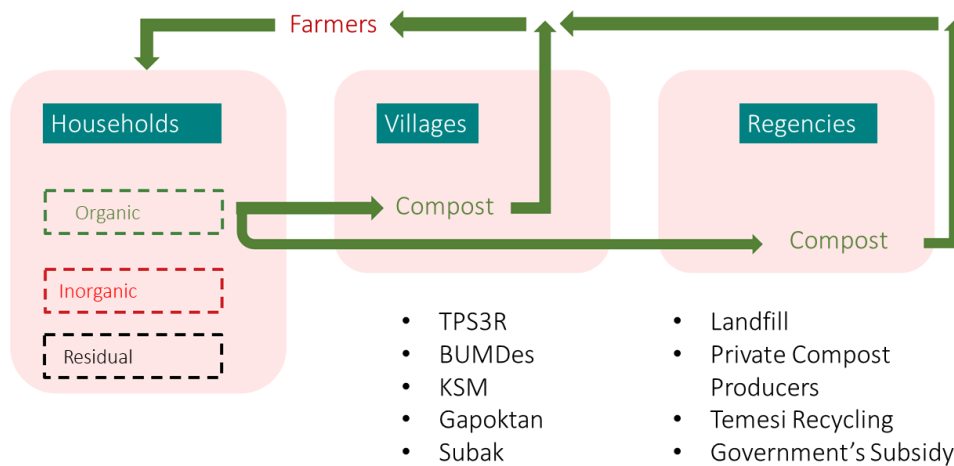 Farmers
Households
Villages
Regencies
Organic
Compost
Compost
Inorganic
Residual
• TPS3R
• BUMDes
• KSM
• Gapoktan
• Subak
• Landfill
• Private Compost
Producers
• Temesi Recycling
• Government’s Subsidy